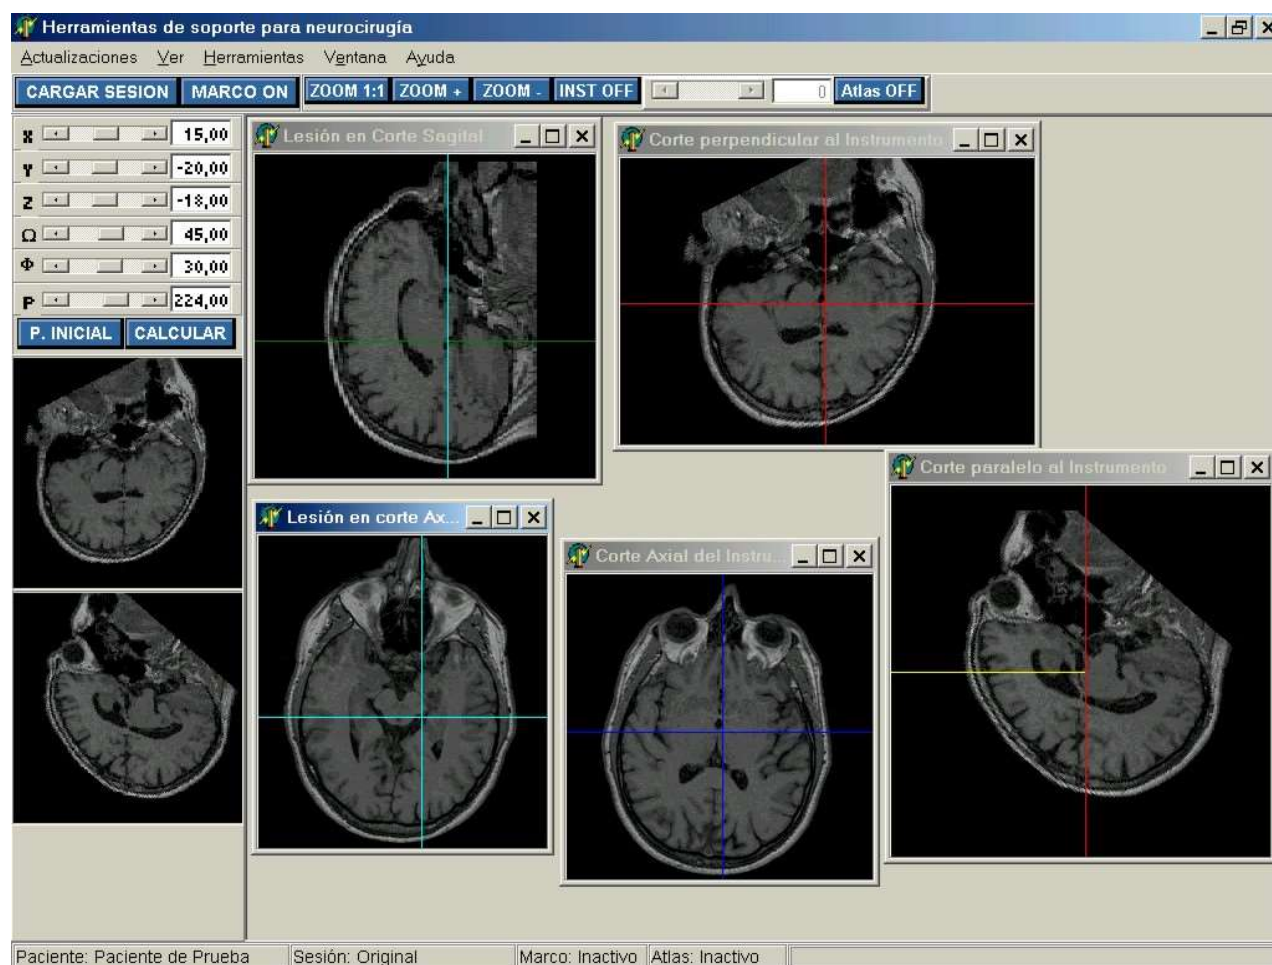 Herramientas de soporte para neurocirugía
Actualizaciones Ver Herramientas Ventana Ayuda
CARGAR SESION MARCO ON ZOOM 1:1 ZOOM + ZOOM - INST OFF 0 Atlas OFF
X 15,00
Y -20,00
Z -18,00
Ω 45,00
Φ 30,00
P 224,00
P. INICIAL CALCULAR
Lesión en Corte Sagital
Corte perpendicular al Instrumento
Lesión en corte Ax...
Corte Axial del Instru...
Corte paralelo al Instrumento
Paciente: Paciente de Prueba Sesión: Original Marco: Inactivo Atlas: Inactivo